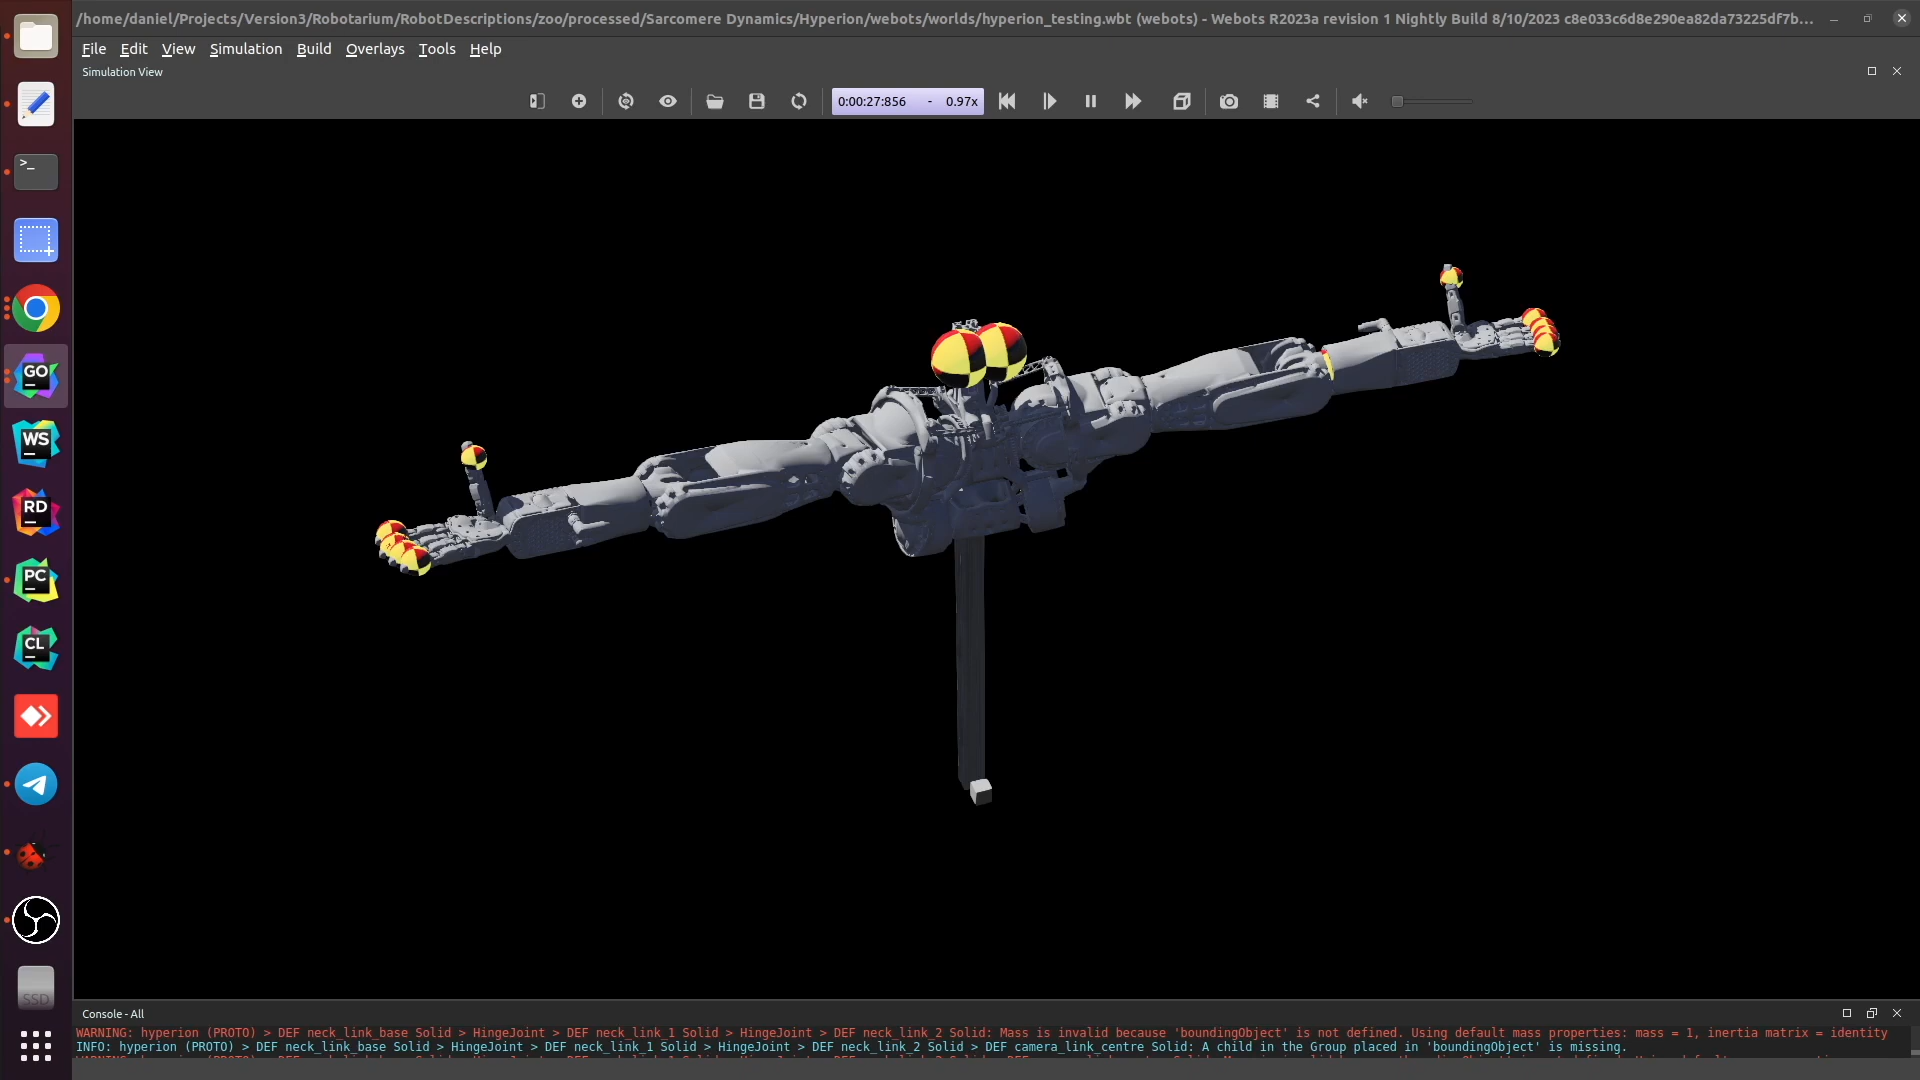 /home/daniel/Projects/Version3/Robotarium/RobotDescriptions/zoo/processed/Sarcomere Dynamics/Hyperion/webots/worlds/hyperion_testing.wbt (webots) - Webots R2023a revision 1 Nightly Build 8/10/2023 c8e033c6d8e290ea82da73225df7b...
File Edit View Simulation Build Overlays Tools Help
Simulation View
0:00:27:856 - 0.97x
>_
GO
WS
RD
PC
CL
SSD
Console - All
WARNING: hyperion (PROTO) > DEF neck_link_base Solid > HingeJoint > DEF neck_link_1 Solid > HingeJoint > DEF neck_link_2 Solid: Mass is invalid because 'boundingObject' is not defined. Using default mass properties: mass = 1, inertia matrix = identity
INFO: hyperion (PROTO) > DEF neck_link_base Solid > HingeJoint > DEF neck_link_1 Solid > HingeJoint > DEF neck_link_2 Solid > DEF camera_link_centre Solid: A child in the Group placed in 'boundingObject' is missing.